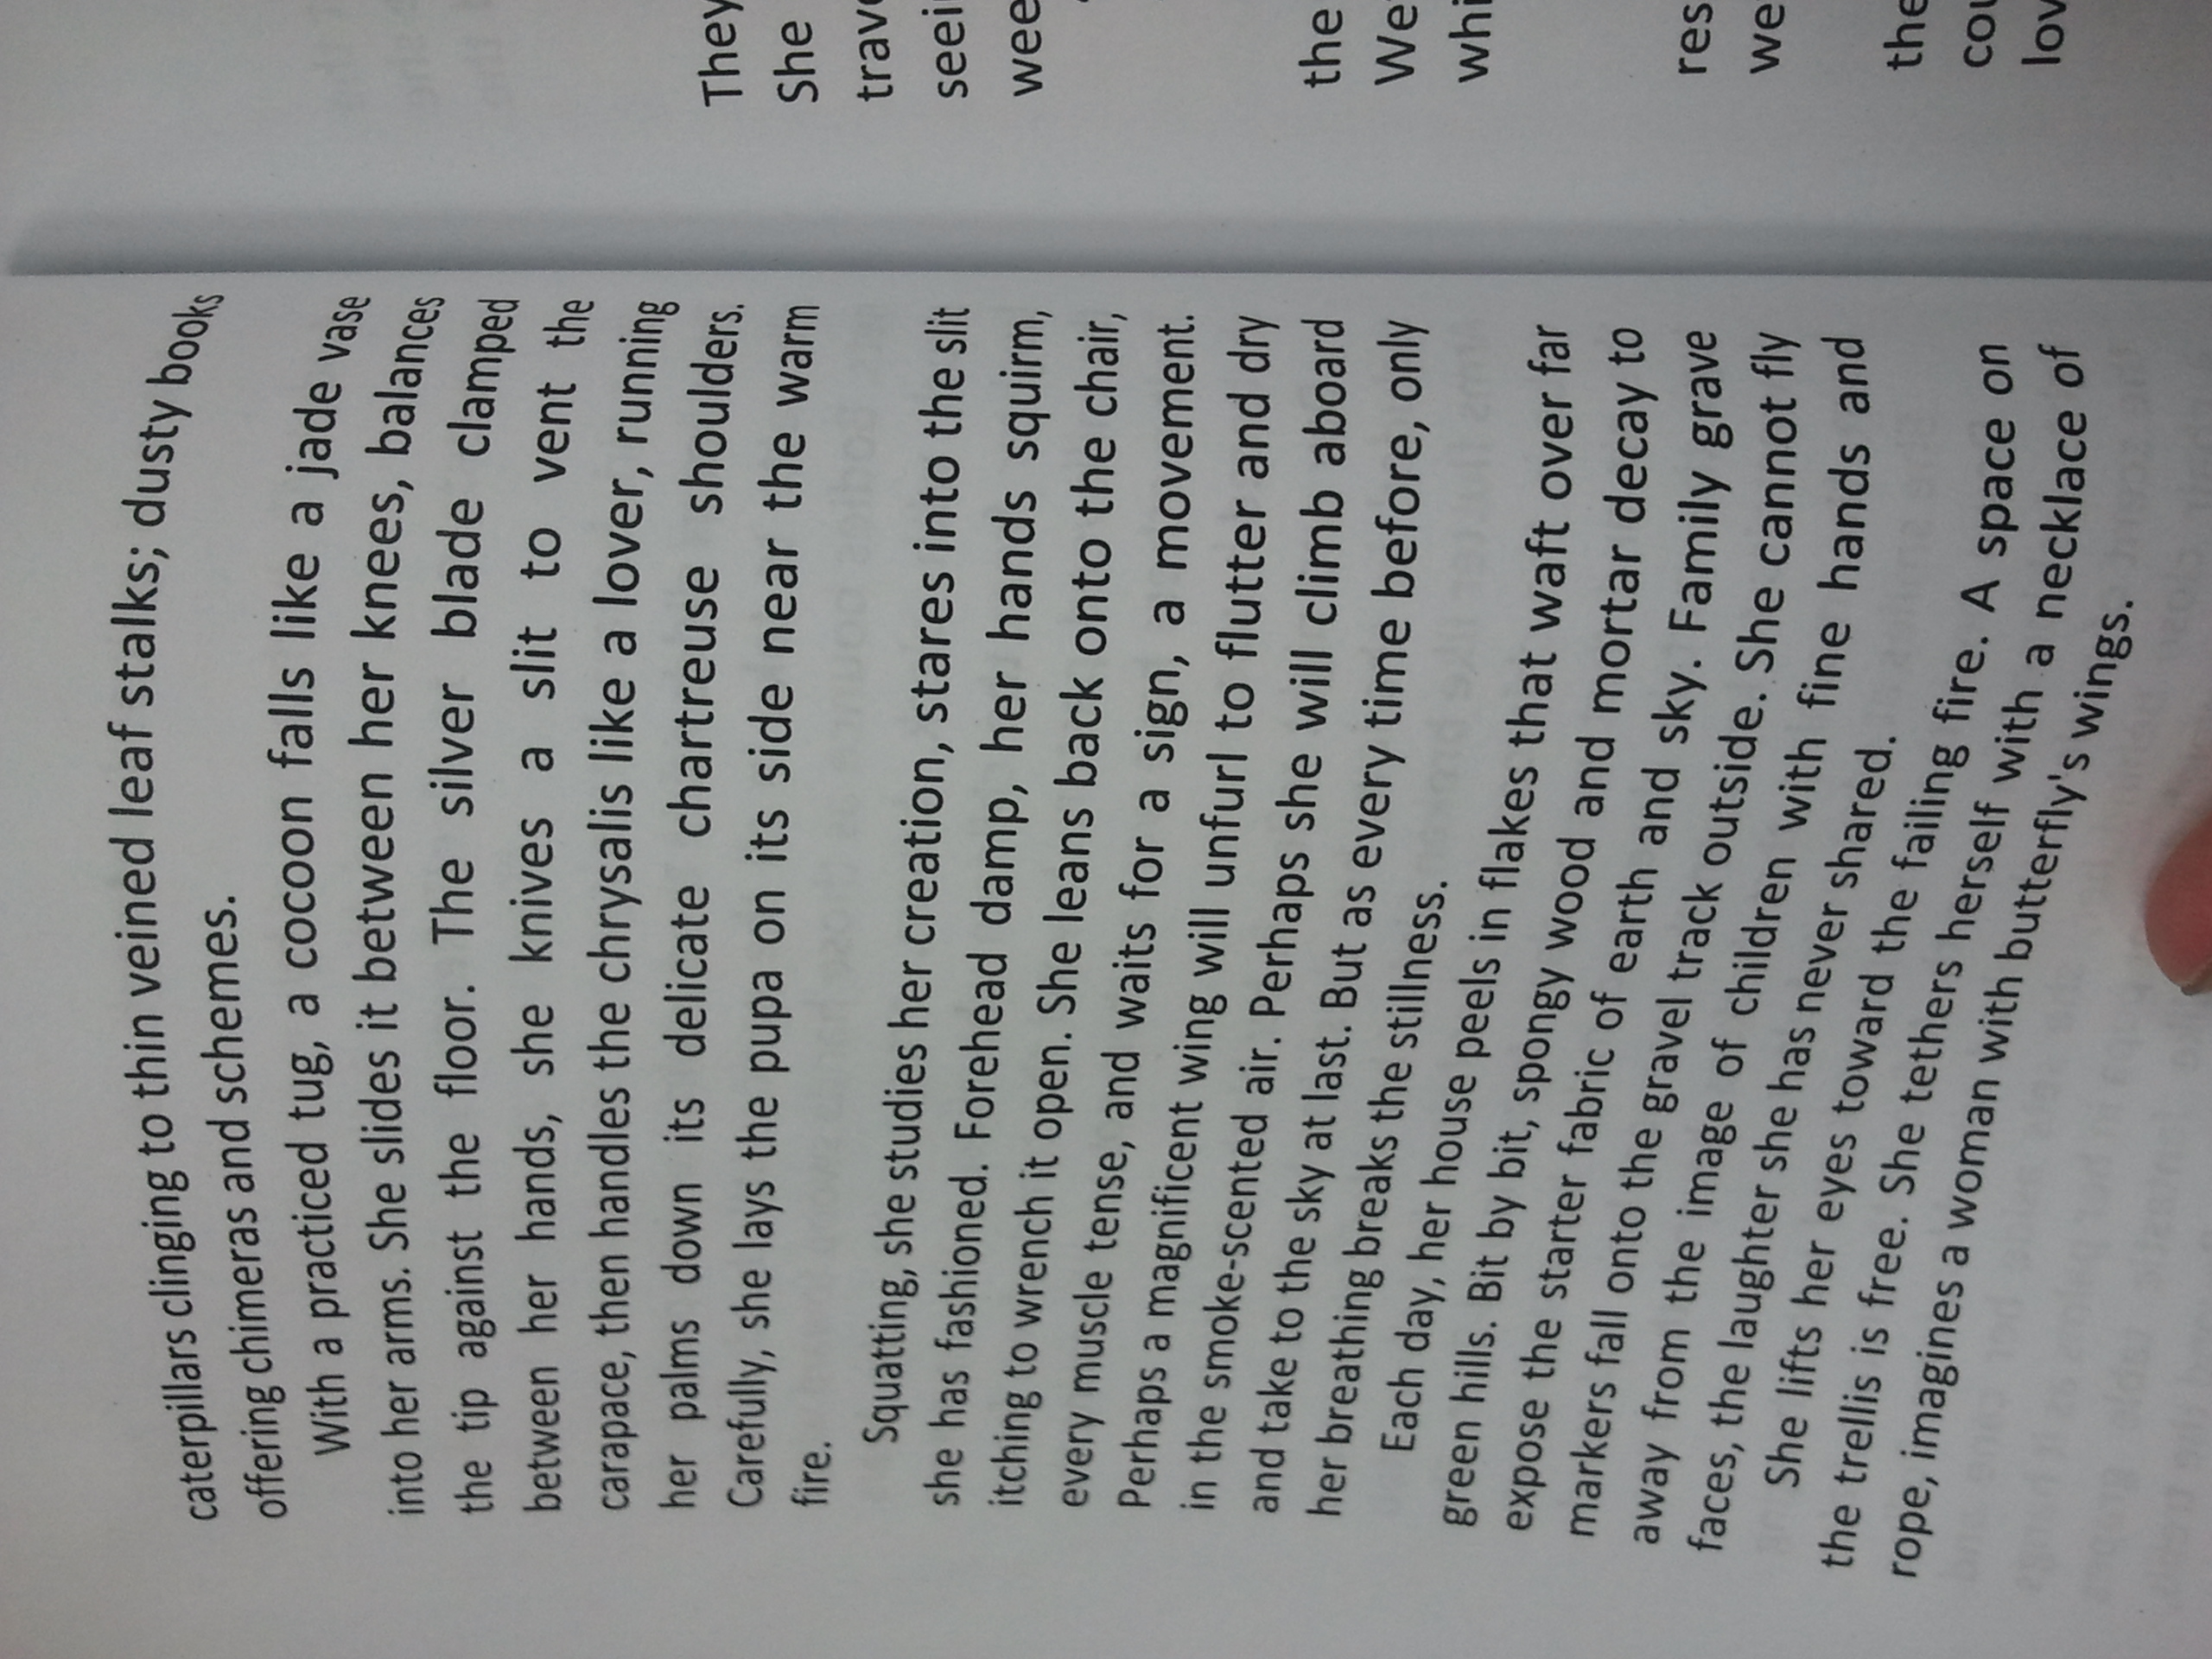 caterpillars clinging to thin veined leaf stalks; dusty books
offering chimeras and schemes.
With a practiced tug, a cocoon falls like a jade vase
into her arms. She slides it between her knees, balances
the tip against the floor. The silver blade clamped
between her hands, she knives a slit to vent the
carapace, then handles the chrysalis like a lover, running
her palms down its delicate chartreuse shoulders.
Carefully, she lays the pupa on its side near the warm
fire.
Squatting, she studies her creation, stares into the slit
she has fashioned. Forehead damp, her hands squirm,
itching to wrench it open. She leans back onto the chair,
every muscle tense, and waits for a sign, a movement.
Perhaps a magnificent wing will unfurl to flutter and dry
in the smoke-scented air. Perhaps she will climb aboard
and take to the sky at last. But as every time before, only
her breathing breaks the stillness.
Each day, her house peels in flakes that waft over far
green hills. Bit by bit, spongy wood and mortar decay to
expose the starter fabric of earth and sky. Family grave
markers fall onto the gravel track outside. She cannot fly
away from the image of children with fine hands and
faces, the laughter she has never shared.
She lifts her eyes toward the failing fire. A space on
the trellis is free. She tethers herself with a necklace of
rope, imagines a woman with butterfly's wings.
They
She
seei
the